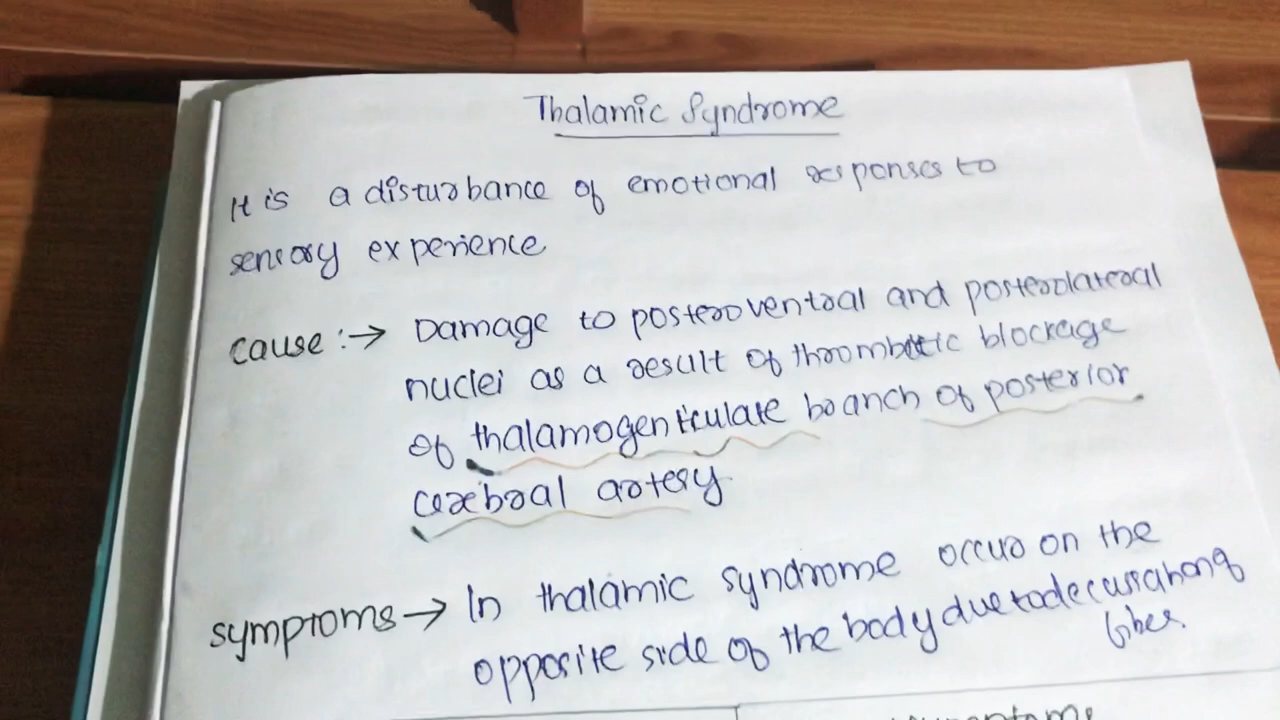 Thalamic Syndrome
It is a disturbance of emotional responses to
sensory experience
cause :→ Damage to posteroventral and posterolateral
nuclei as a result of thrombotic blockage
of thalamogeniculate branch of posterior
cerebral artery
symptoms → In thalamic syndrome occur on the
opposite side of the body due to decussation of
fiber.